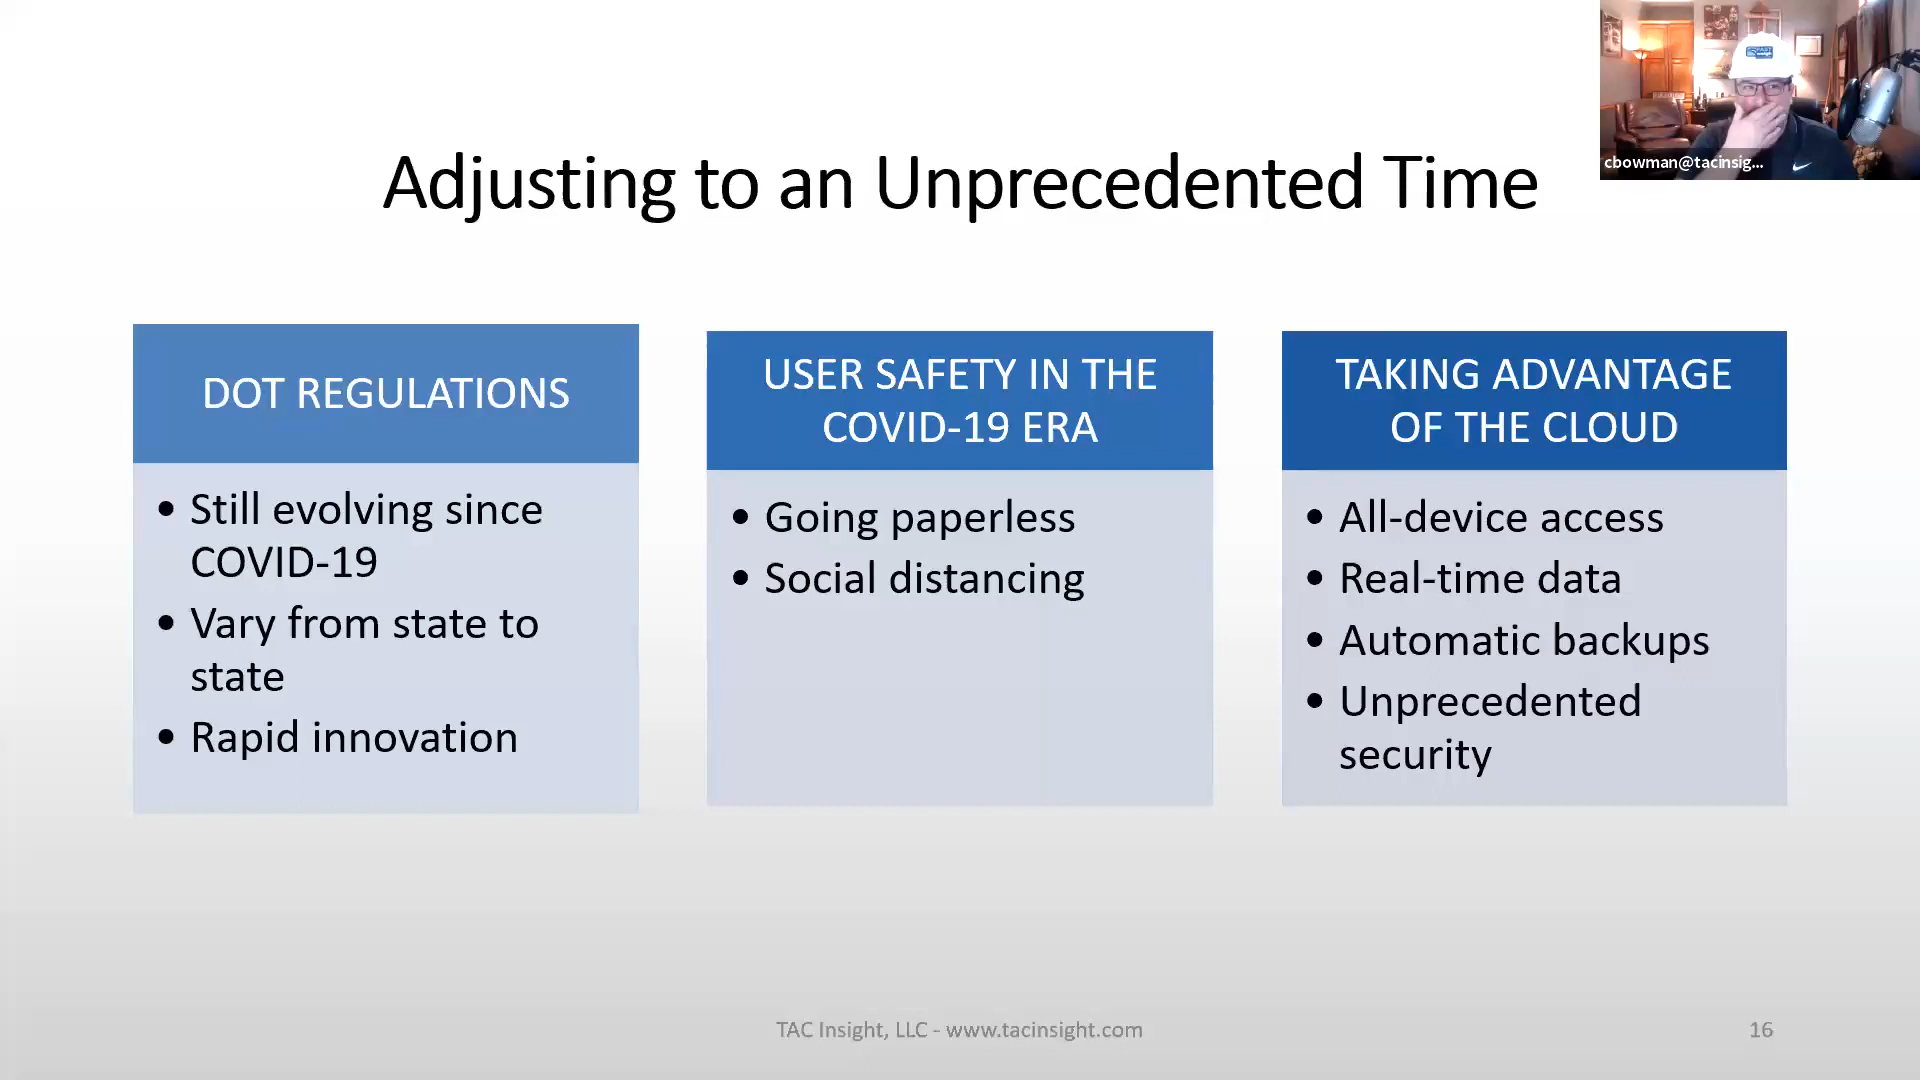 FAST
weigh
cbowman@tacinsig...
Adjusting to an Unprecedented Time
DOT REGULATIONS
• Still evolving since
COVID-19
• Vary from state to
state
• Rapid innovation
USER SAFETY IN THE
COVID-19 ERA
• Going paperless
• Social distancing
TAKING ADVANTAGE
OF THE CLOUD
• All-device access
• Real-time data
• Automatic backups
• Unprecedented
security
TAC Insight, LLC - www.tacinsight.com
16